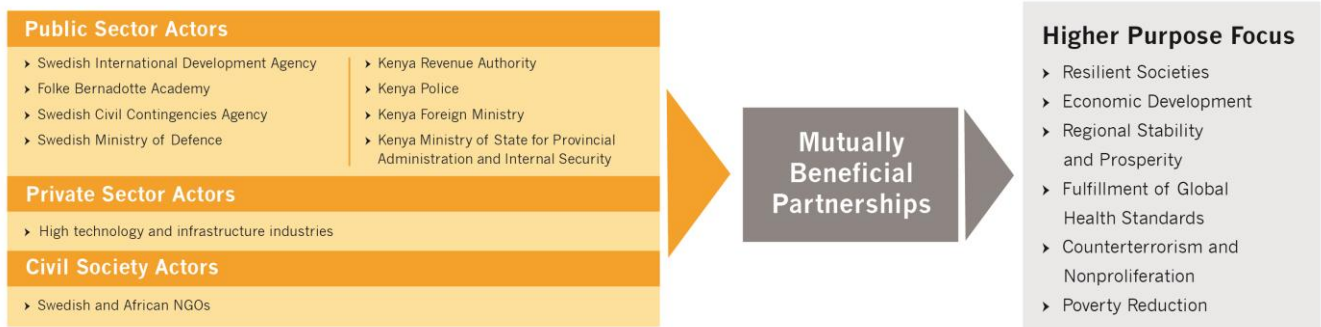 Public Sector Actors
Swedish International Development Agency
Folke Bernadotte Academy
Swedish Civil Contingencies Agency
Swedish Ministry of Defence
Kenya Revenue Authority
Kenya Police
Kenya Foreign Ministry
Kenya Ministry of State for Provincial
Administration and Internal Security
Private Sector Actors
High technology and infrastructure industries
Civil Society Actors
Swedish and African NGOs
Mutually
Beneficial
Partnerships
Higher Purpose Focus
Resilient Societies
Economic Development
Regional Stability
and Prosperity
Fulfillment of Global
Health Standards
Counterterrorism and
Nonproliferation
Poverty Reduction